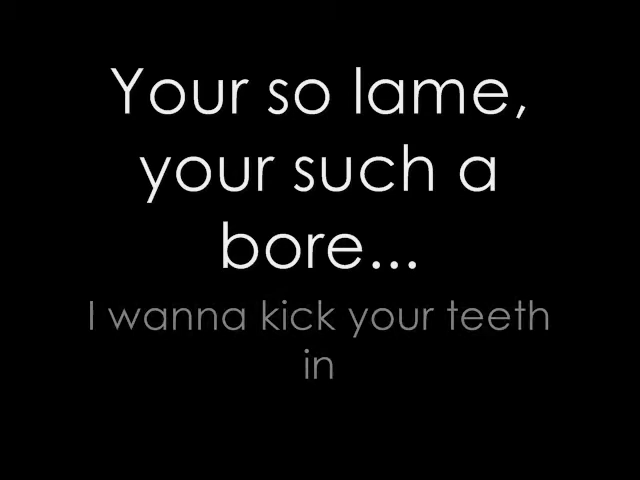 Your so lame,
your such a
bore...
I wanna kick your teeth
in